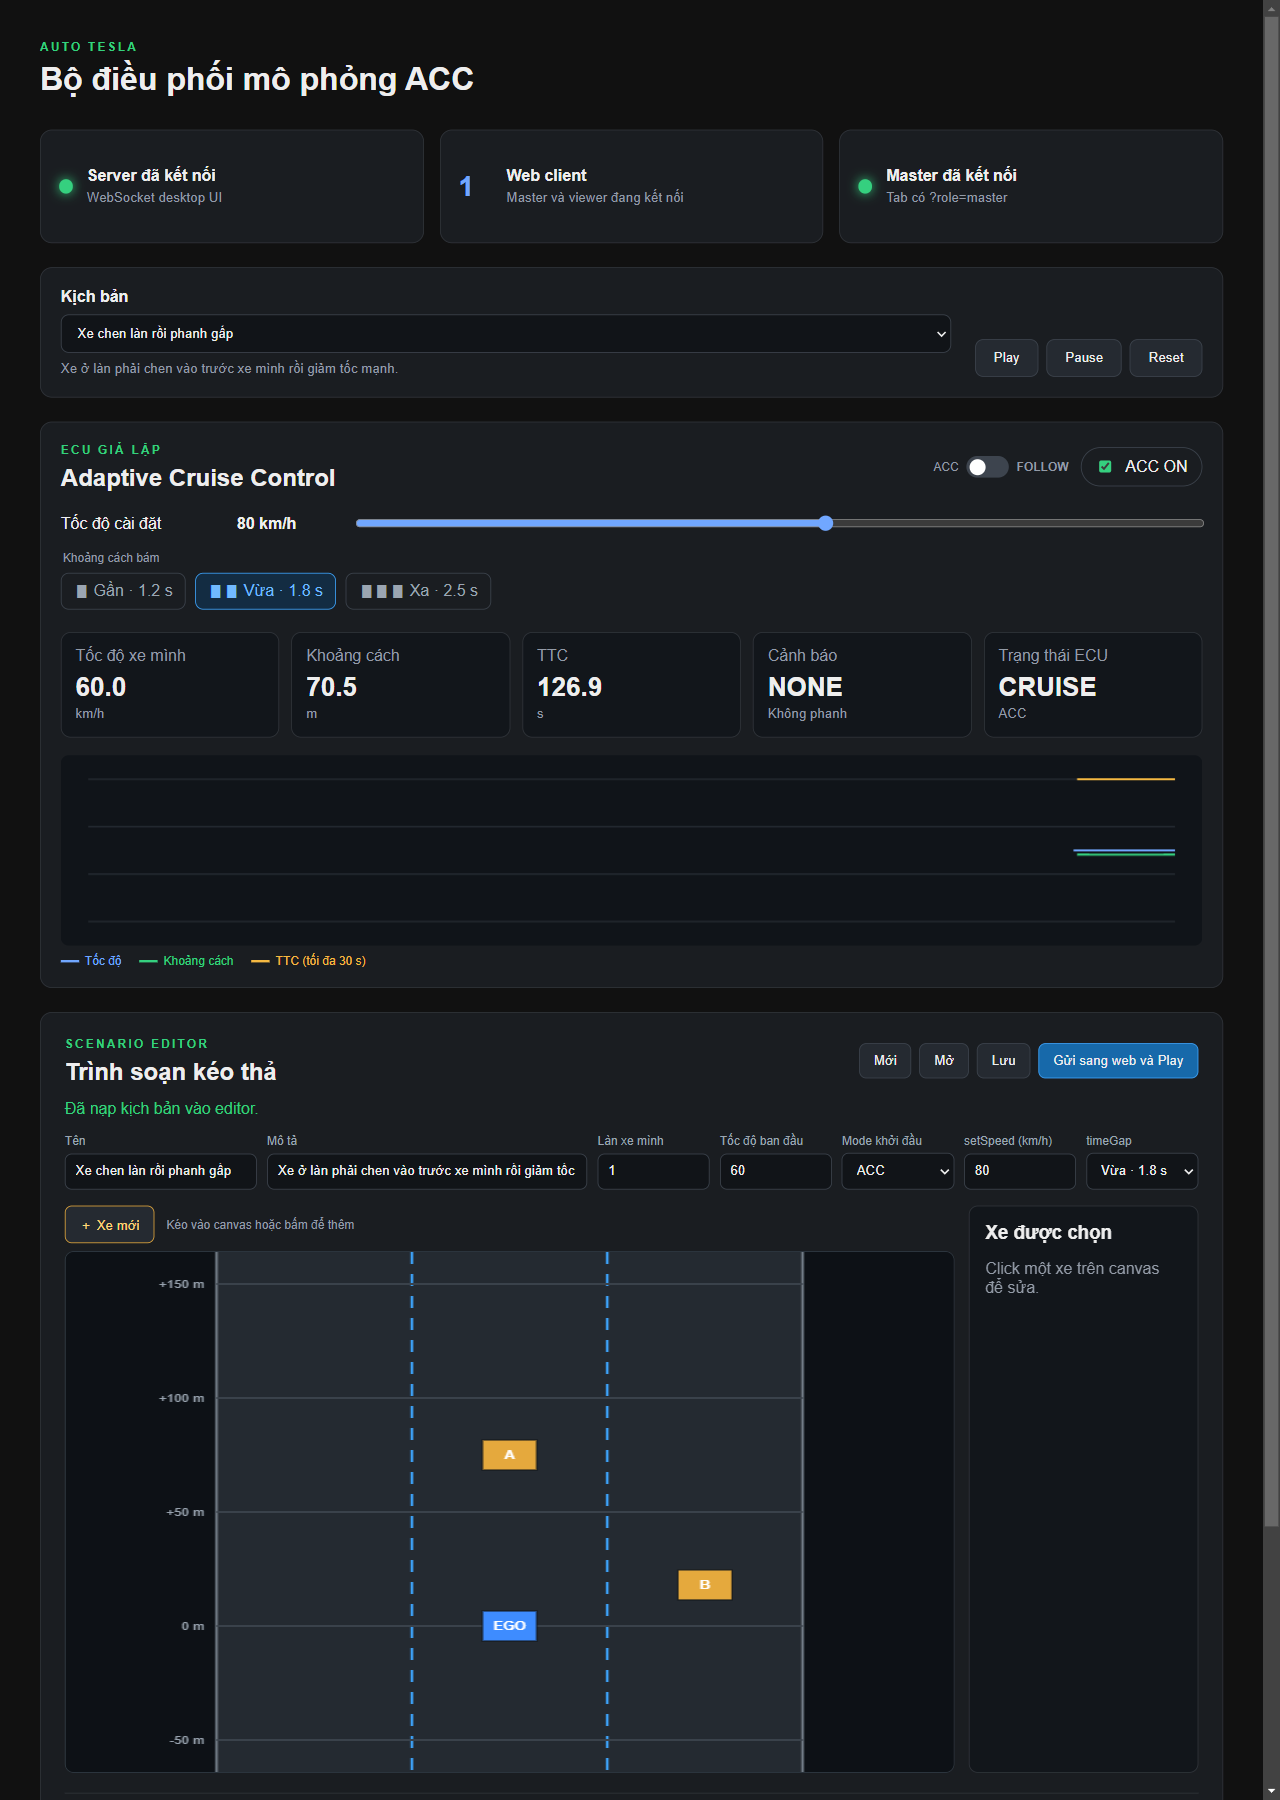 AUTO TESLA
Bộ điều phối mô phỏng ACC
Server đã kết nối
WebSocket desktop UI
1
Web client
Master và viewer đang kết nối
Master đã kết nối
Tab có ?role=master
Kịch bản
Xe chen làn rồi phanh gấp
Xe ở làn phải chen vào trước xe mình rồi giảm tốc mạnh.
Play
Pause
Reset
ECU GIẢ LẬP
Adaptive Cruise Control
ACC
FOLLOW
ACC ON
Tốc độ cài đặt
80 km/h
Khoảng cách bám
Gần · 1.2 s
Vừa · 1.8 s
Xa · 2.5 s
Tốc độ xe mình
60.0
km/h
Khoảng cách
70.5
m
TTC
126.9
s
Cảnh báo
NONE
Không phanh
Trạng thái ECU
CRUISE
ACC
Tốc độ
Khoảng cách
TTC (tối đa 30 s)
SCENARIO EDITOR
Trình soạn kéo thả
Mới
Mở
Lưu
Gửi sang web và Play
Đã nạp kịch bản vào editor.
Tên
Xe chen làn rồi phanh gấp
Mô tả
Xe ở làn phải chen vào trước xe mình rồi giảm tốc
Làn xe mình
1
Tốc độ ban đầu
60
Mode khởi đầu
ACC
setSpeed (km/h)
80
timeGap
Vừa · 1.8 s
+ Xe mới
Kéo vào canvas hoặc bấm để thêm
+150 m
+100 m
A
+50 m
B
0 m
EGO
-50 m
Xe được chọn
Click một xe trên canvas
để sửa.